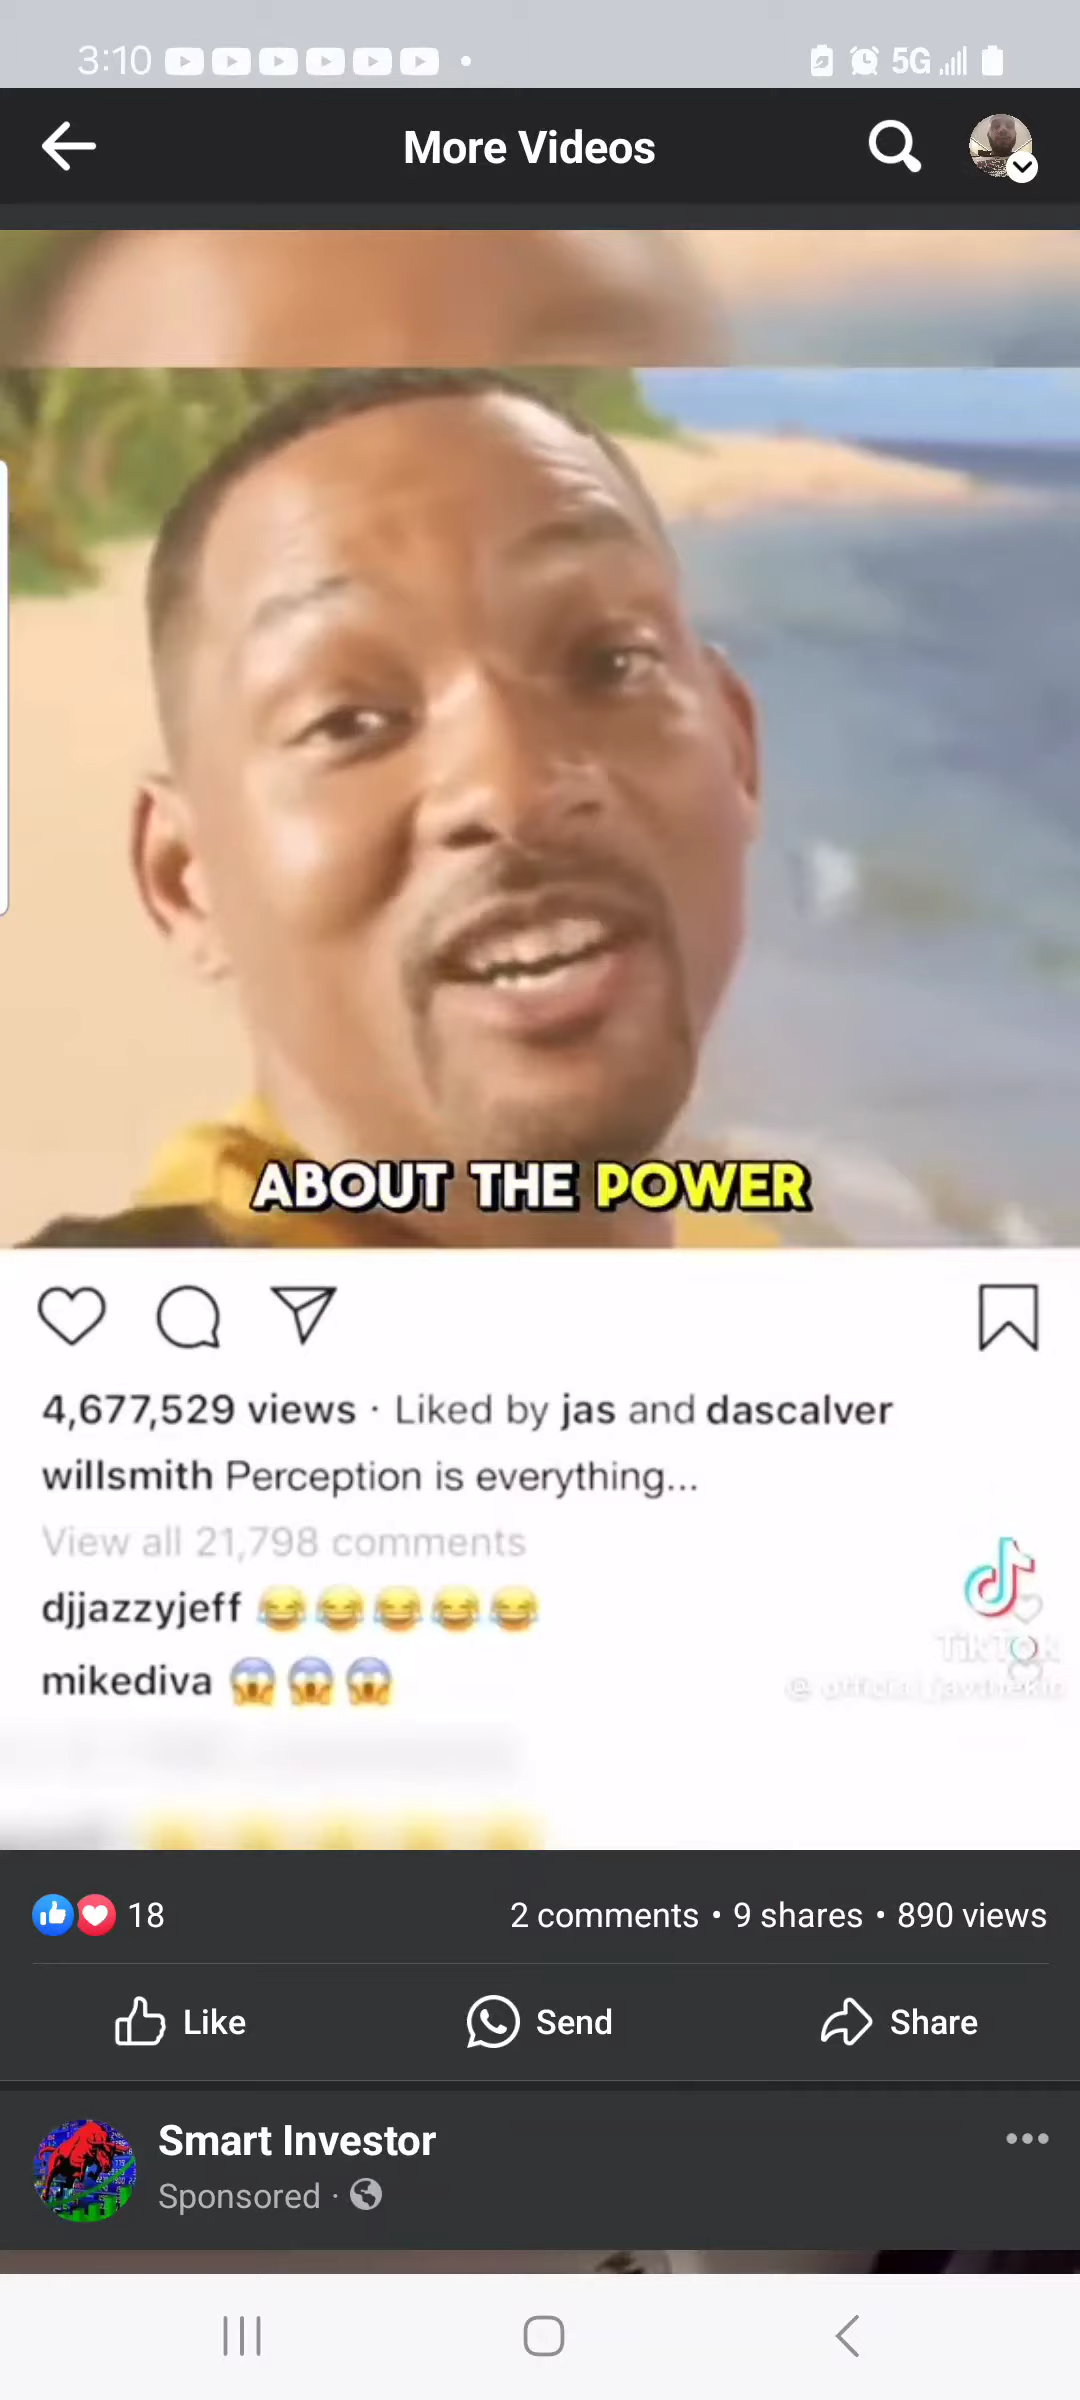 3:10
5G
More Videos
ABOUT THE POWER
4,677,529 views · Liked by jas and dascalver
willsmith Perception is everything...
View all 21,798 comments
djjazzyjeff 😂😂😂😂😂
mikediva 😱😱😱
TikTok
18
2 comments • 9 shares • 890 views
Like
Send
Share
Smart Investor
Sponsored ·